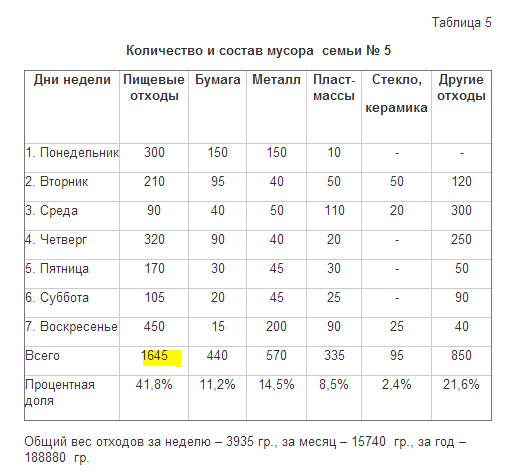 Таблица 5
Количество и состав мусора семьи № 5
Дни недели Пищевые отходы Бумага Металл Пласт-массы Стекло, керамика Другие отходы
1. Понедельник 300 150 150 10 - -
2. Вторник 210 95 40 50 50 120
3. Среда 90 40 50 110 20 300
4. Четверг 320 90 40 20 - 250
5. Пятница 170 30 45 30 - 50
6. Суббота 105 20 45 25 - 90
7. Воскресенье 450 15 200 90 25 40
Всего 1645 440 570 335 95 850
Процентная доля 41,8% 11,2% 14,5% 8,5% 2,4% 21,6%
Общий вес отходов за неделю – 3935 гр., за месяц – 15740 гр., за год –
188880 гр.